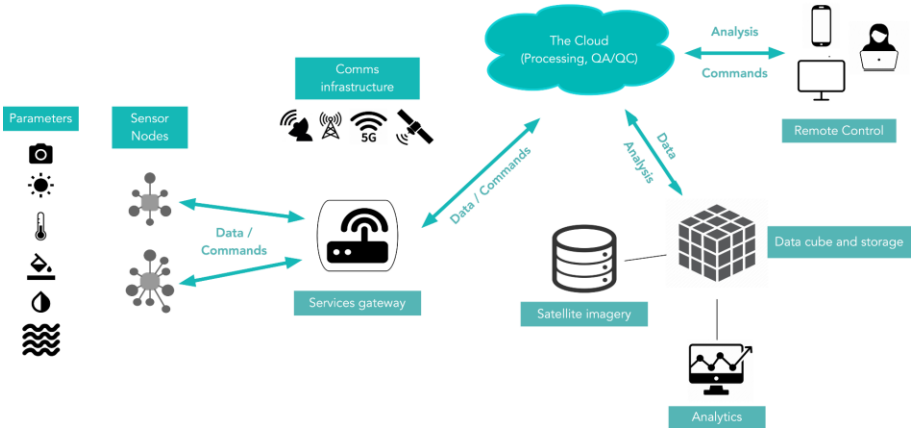 Parameters
Sensor
Nodes
Comms
infrastructure
5G
Data /
Commands
Services gateway
Data / Commands
The Cloud
(Processing, QA/QC)
Analysis
Commands
Remote Control
Data
Analysis
Data cube and storage
Satellite imagery
Analytics